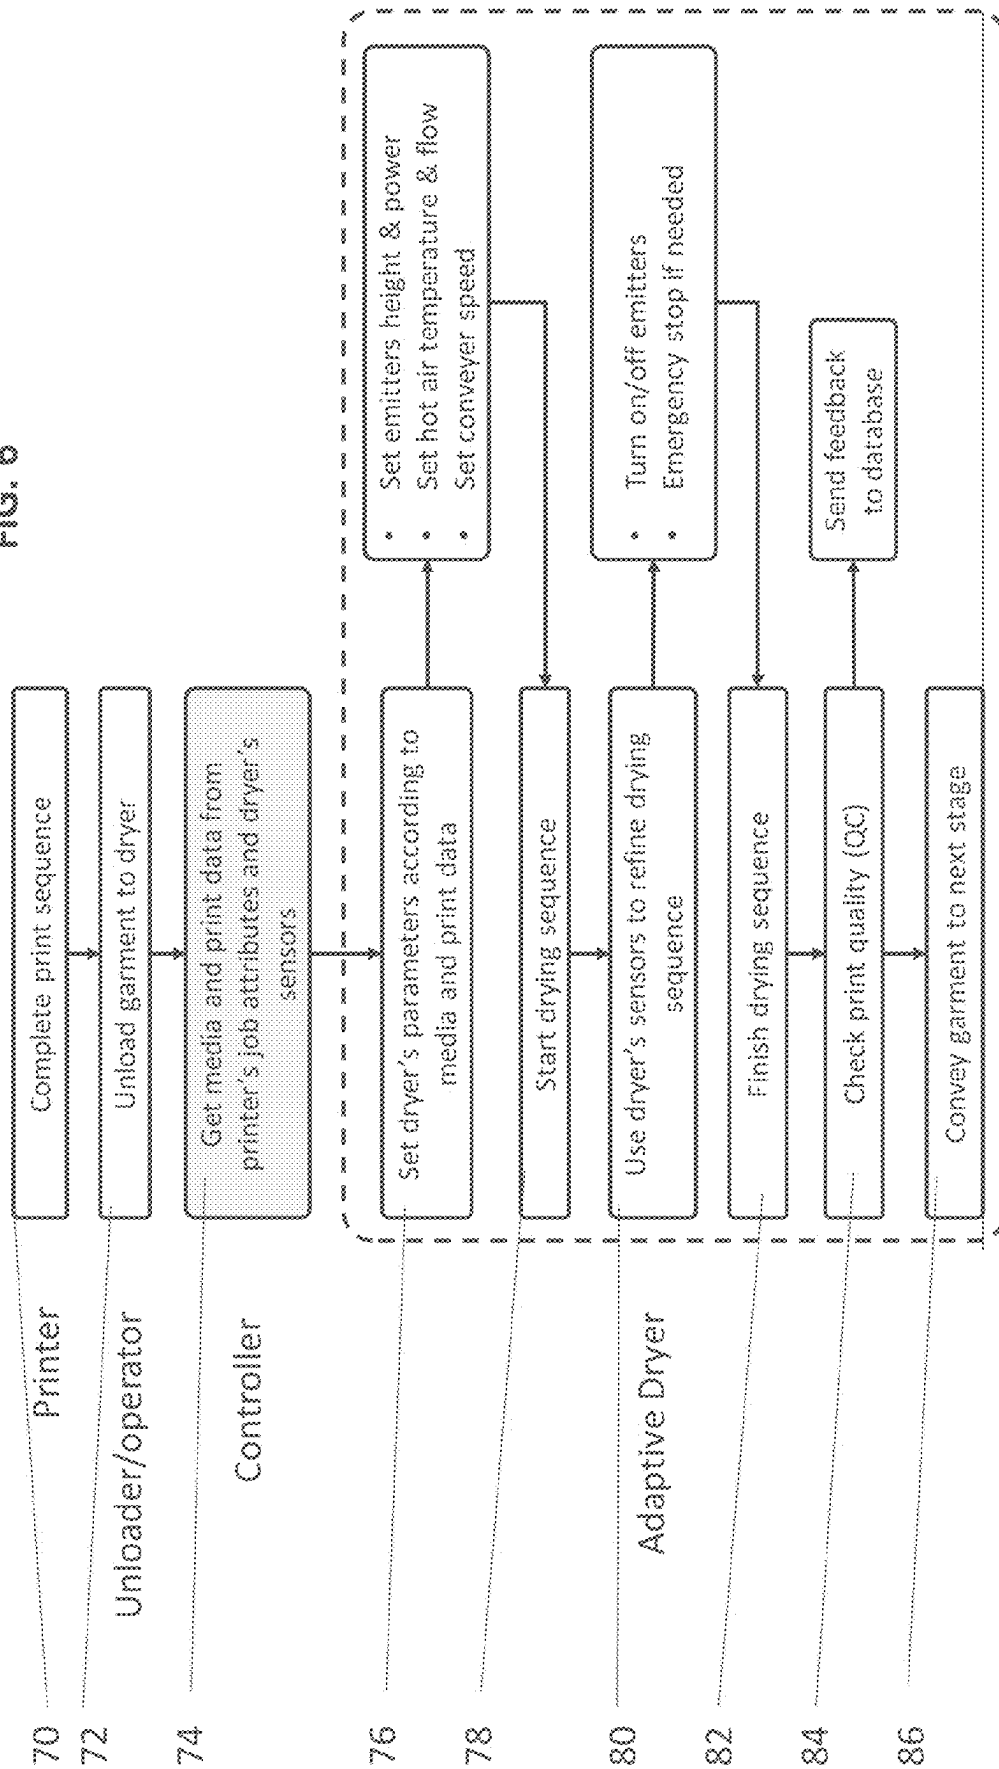 FIG. 6
70
Printer
Complete print sequence
72
Unloader/operator
Unload garment to dryer
74
Controller
Get media and print data from
printer's job attributes and dryer's
sensors
76
Set dryer's parameters according to
media and print data
• Set emitters height & power
• Set hot air temperature & flow
• Set conveyer speed
78
Start drying sequence
80
Adaptive Dryer
Use dryer's sensors to refine drying
sequence
• Turn on/off emitters
• Emergency stop if needed
82
Finish drying sequence
84
Check print quality (QC)
Send feedback
to database
86
Convey garment to next stage